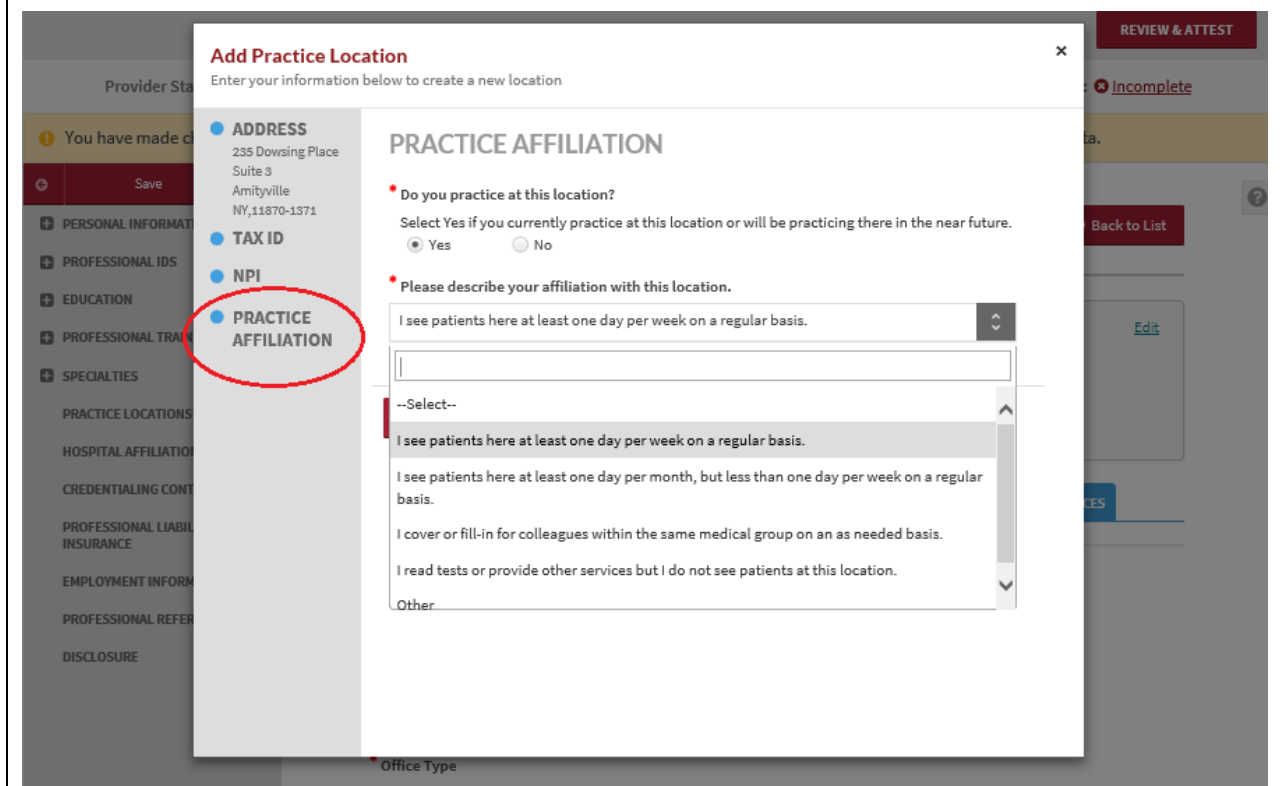 REVIEW & ATTEST
Add Practice Location
×
Enter your information below to create a new location
Provider Sta
: Incomplete
You have made cl
ta.
Save
Back to List
PERSONAL INFORMATI
PROFESSIONAL IDS
EDUCATION
PROFESSIONAL TRAIN
SPECIALTIES
PRACTICE LOCATIONS
HOSPITAL AFFILIATIO
CREDENTIALING CONT
PROFESSIONAL LIABIL
INSURANCE
EMPLOYMENT INFORM
PROFESSIONAL REFER
DISCLOSURE
ADDRESS
235 Dowsing Place
Suite 3
Amityville
NY,11870-1371
TAX ID
NPI
PRACTICE
AFFILIATION
PRACTICE AFFILIATION
* Do you practice at this location?
Select Yes if you currently practice at this location or will be practicing there in the near future.
Yes No
* Please describe your affiliation with this location.
I see patients here at least one day per week on a regular basis.
--Select--
I see patients here at least one day per week on a regular basis.
I see patients here at least one day per month, but less than one day per week on a regular
basis.
I cover or fill-in for colleagues within the same medical group on an as needed basis.
I read tests or provide other services but I do not see patients at this location.
Other
Edit
CES
?
* Office Type